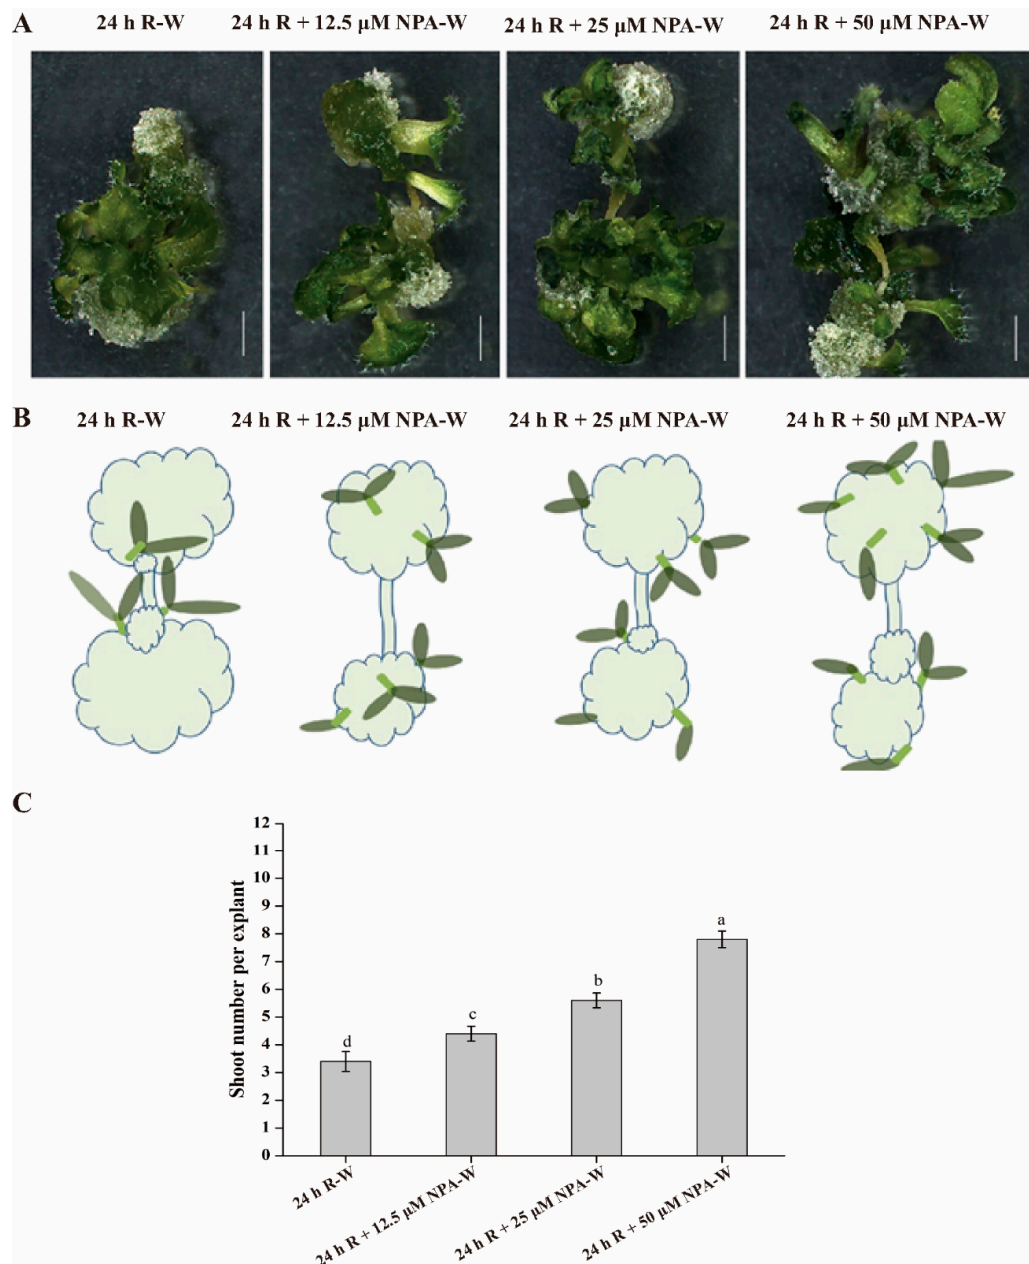 A
24 h R-W
24 h R + 12.5 μM NPA-W
24 h R + 25 μM NPA-W
24 h R + 50 μM NPA-W
B
24 h R-W
24 h R + 12.5 μM NPA-W
24 h R + 25 μM NPA-W
24 h R + 50 μM NPA-W
C
Shoot number per explant
12
11
10
9
8
7
6
5
4
3
2
1
0
d
c
b
a
24 h R-W
24 h R + 12.5 μM NPA-W
24 h R + 25 μM NPA-W
24 h R + 50 μM NPA-W